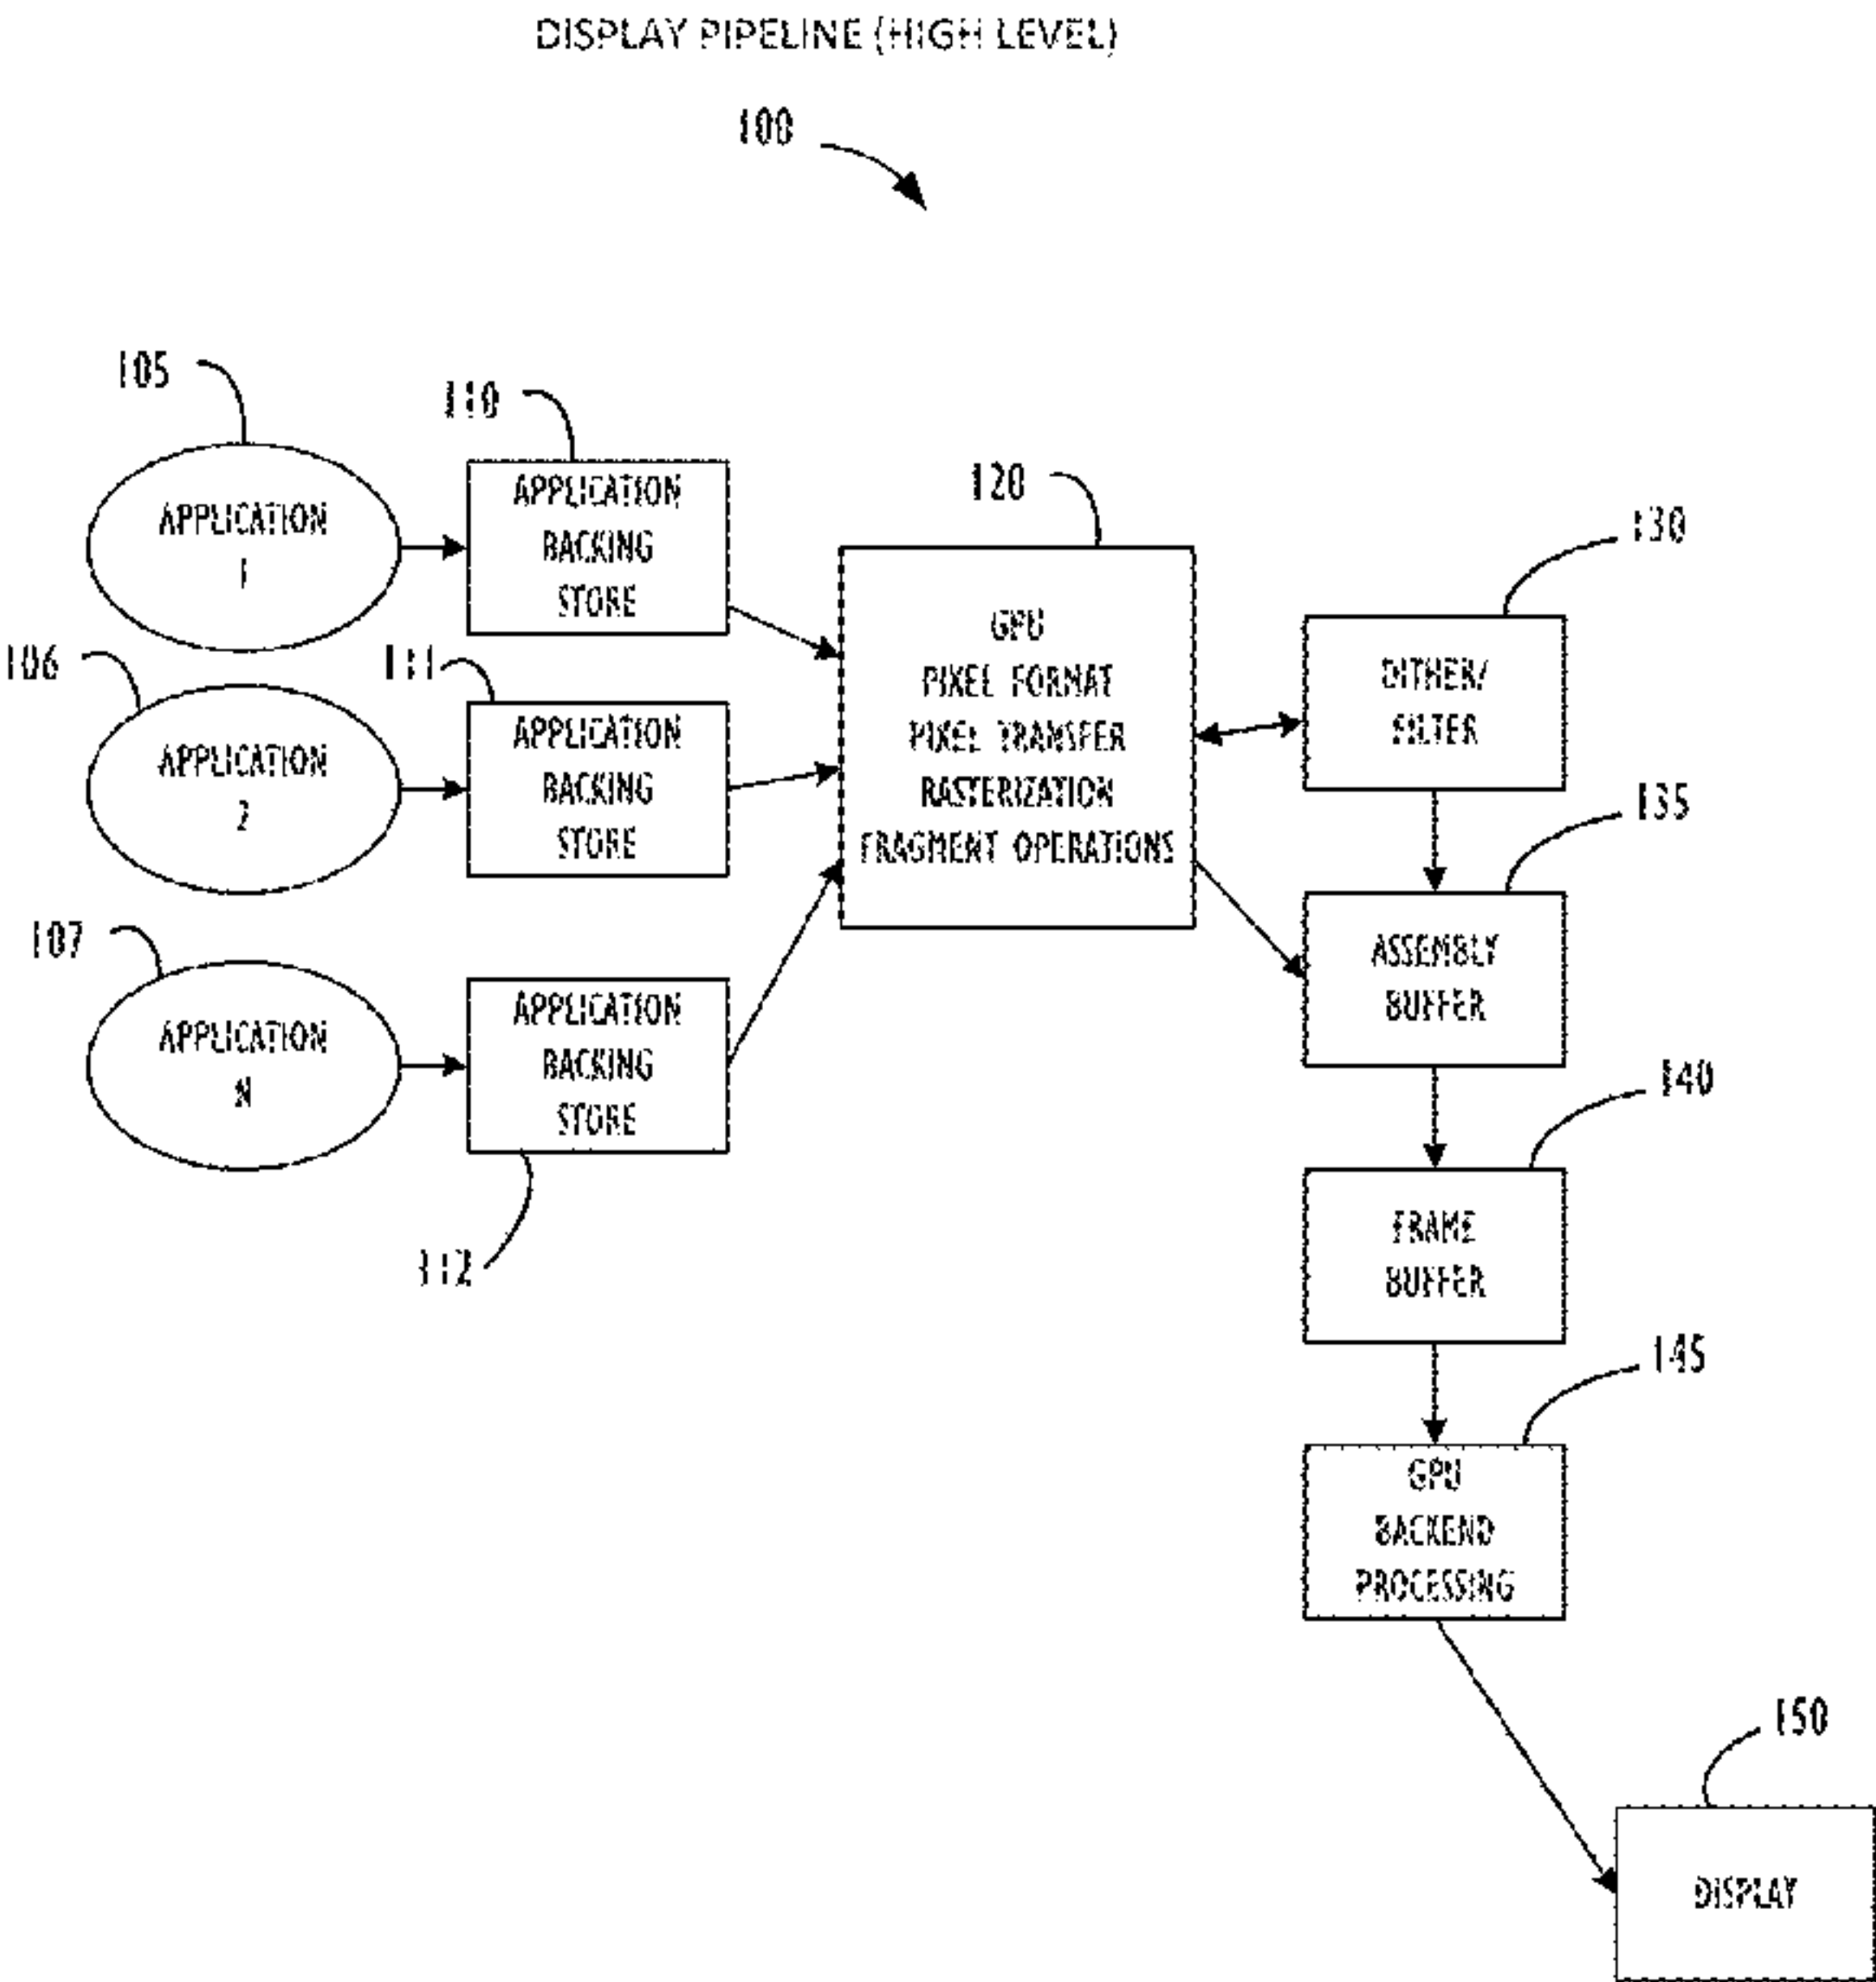 DISPLAY PIPELINE (HIGH LEVEL)
100
105
APPLICATION
1
110
APPLICATION
BACKING
STORE
106
APPLICATION
2
111
APPLICATION
BACKING
STORE
107
APPLICATION
N
APPLICATION
BACKING
STORE
112
120
GPU
PIXEL FORMAT
PIXEL TRANSFER
RASTERIZATION
FRAGMENT OPERATIONS
130
DITHER/
FILTER
135
ASSEMBLY
BUFFER
140
FRAME
BUFFER
145
GPU
BACKEND
PROCESSING
150
DISPLAY